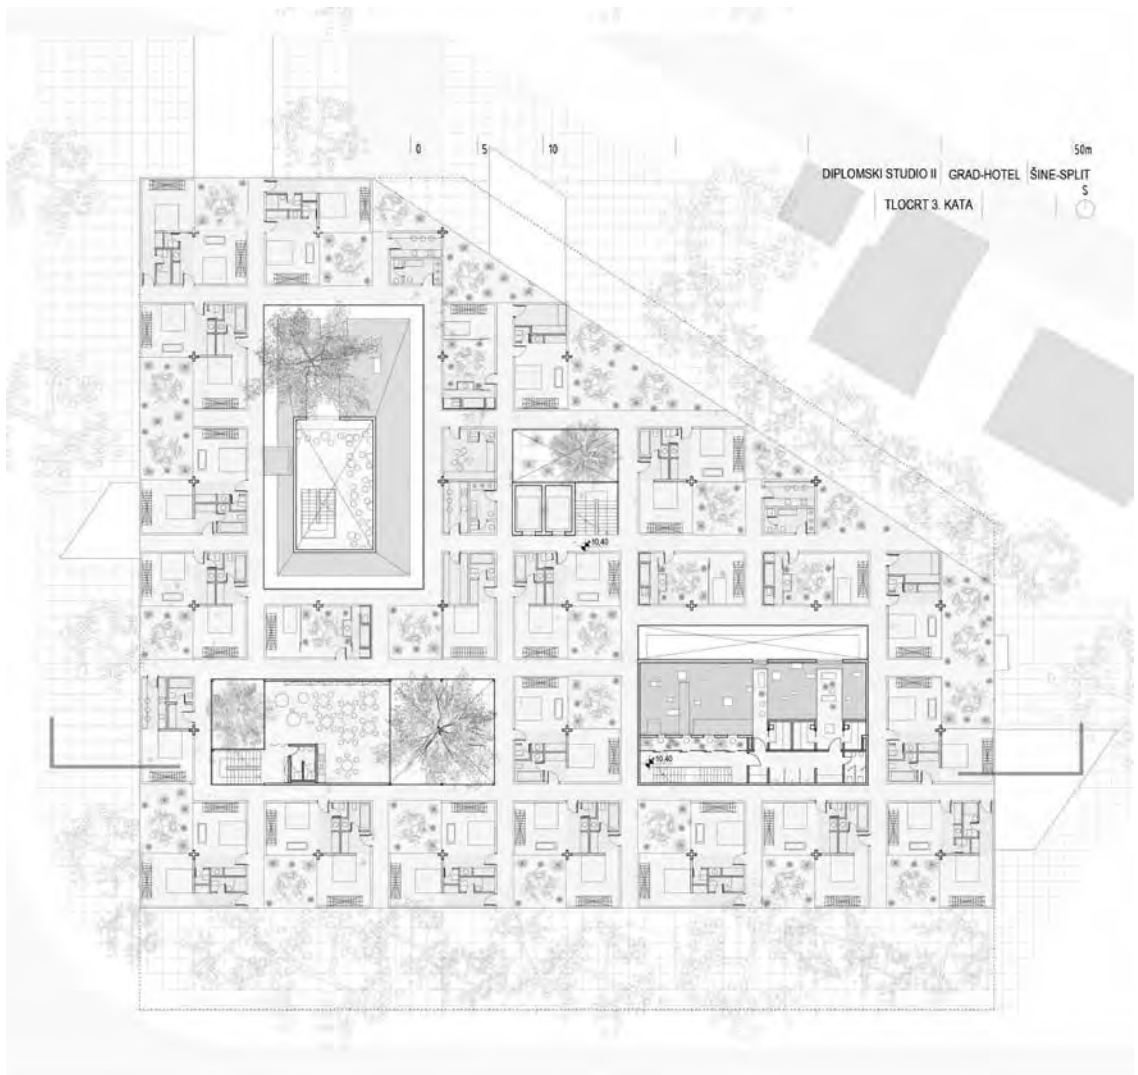 0 5 10 50m
DIPLOMSKI STUDIO II GRAD-HOTEL ŠINE-SPLIT
S
TLOCRT 3. KATA
10,40
10,40